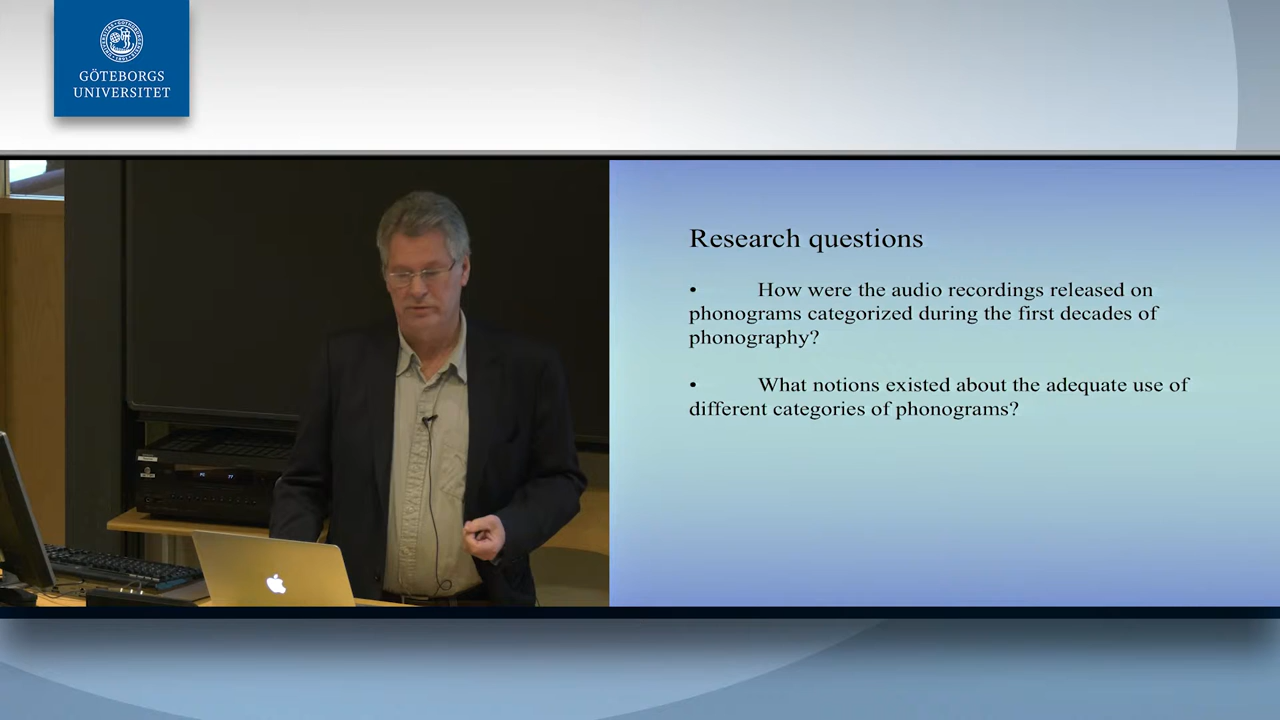 GÖTEBORGS
UNIVERSITET
Research questions
• How were the audio recordings released on
phonograms categorized during the first decades of
phonography?
• What notions existed about the adequate use of
different categories of phonograms?